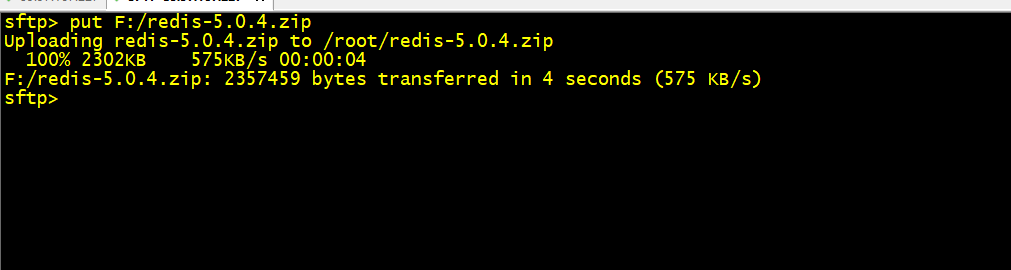 sftp> put F:/redis-5.0.4.zip
Uploading redis-5.0.4.zip to /root/redis-5.0.4.zip
  100% 2302KB    575KB/s 00:00:04
F:/redis-5.0.4.zip: 2357459 bytes transferred in 4 seconds (575 KB/s)
sftp>